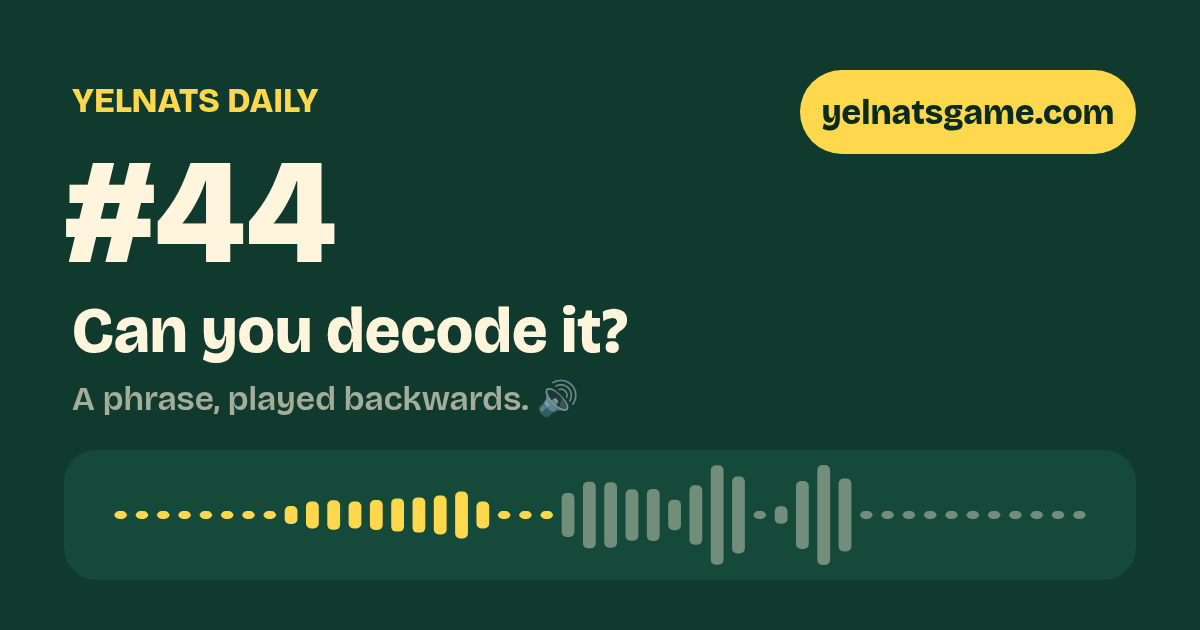 YELNATS DAILY
yelnatsgame.com
#44
Can you decode it?
A phrase, played backwards. 🔊